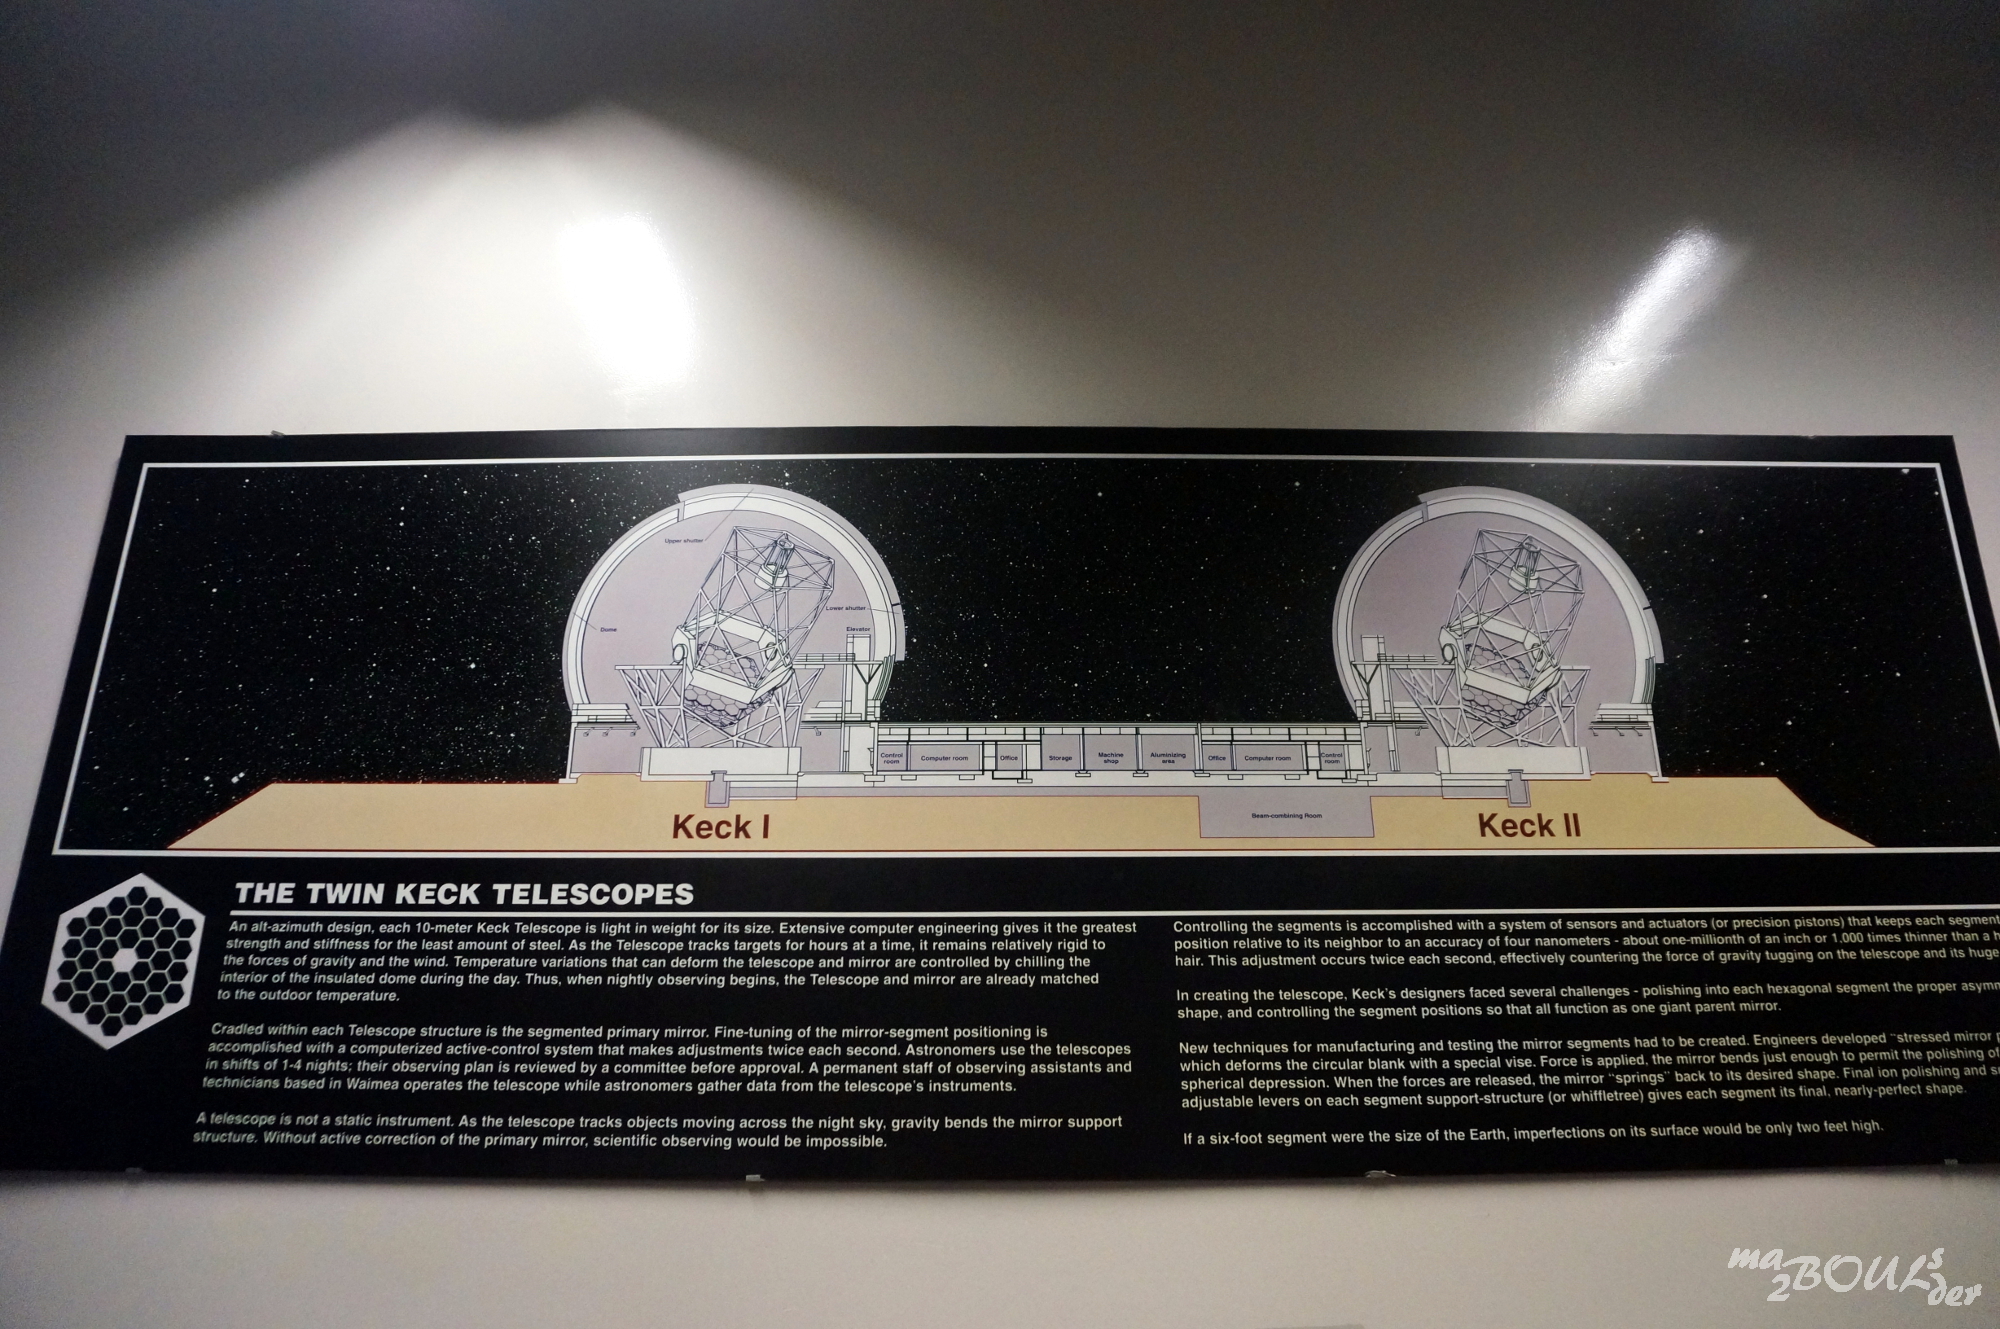 Upper shutter
Lower shutter
Dome
Elevator
Control room
Computer room
Office
Storage
Machine shop
Aluminizing area
Office
Computer room
Control room
Beam-combining Room
Keck I
Keck II
THE TWIN KECK TELESCOPES
An alt-azimuth design, each 10-meter Keck Telescope is light in weight for its size. Extensive computer engineering gives it the greatest
strength and stiffness for the least amount of steel. As the Telescope tracks targets for hours at a time, it remains relatively rigid to
the forces of gravity and the wind. Temperature variations that can deform the telescope and mirror are controlled by chilling the
interior of the insulated dome during the day. Thus, when nightly observing begins, the Telescope and mirror are already matched
to the outdoor temperature.
Cradled within each Telescope structure is the segmented primary mirror. Fine-tuning of the mirror-segment positioning is
accomplished with a computerized active-control system that makes adjustments twice each second. Astronomers use the telescopes
in shifts of 1-4 nights; their observing plan is reviewed by a committee before approval. A permanent staff of observing assistants and
technicians based in Waimea operates the telescope while astronomers gather data from the telescope's instruments.
A telescope is not a static instrument. As the telescope tracks objects moving across the night sky, gravity bends the mirror support
structure. Without active correction of the primary mirror, scientific observing would be impossible.
Controlling the segments is accomplished with a system of sensors and actuators (or precision pistons) that keeps each segment
position relative to its neighbor to an accuracy of four nanometers - about one-millionth of an inch or 1,000 times thinner than a
hair. This adjustment occurs twice each second, effectively countering the force of gravity tugging on the telescope and its huge
In creating the telescope, Keck's designers faced several challenges - polishing into each hexagonal segment the proper
shape, and controlling the segment positions so that all function as one giant parent mirror.
New techniques for manufacturing and testing the mirror segments had to be created. Engineers developed "stressed mirror
which deforms the circular blank with a special vise. Force is applied, the mirror bends just enough to permit the polishing of
spherical depression. When the forces are released, the mirror "springs" back to its desired shape. Final ion polishing and
adjustable levers on each segment support-structure (or whiffletree) gives each segment its final, nearly-perfect shape.
If a six-foot segment were the size of the Earth, imperfections on its surface would be only two feet high.
ma2BOULsder